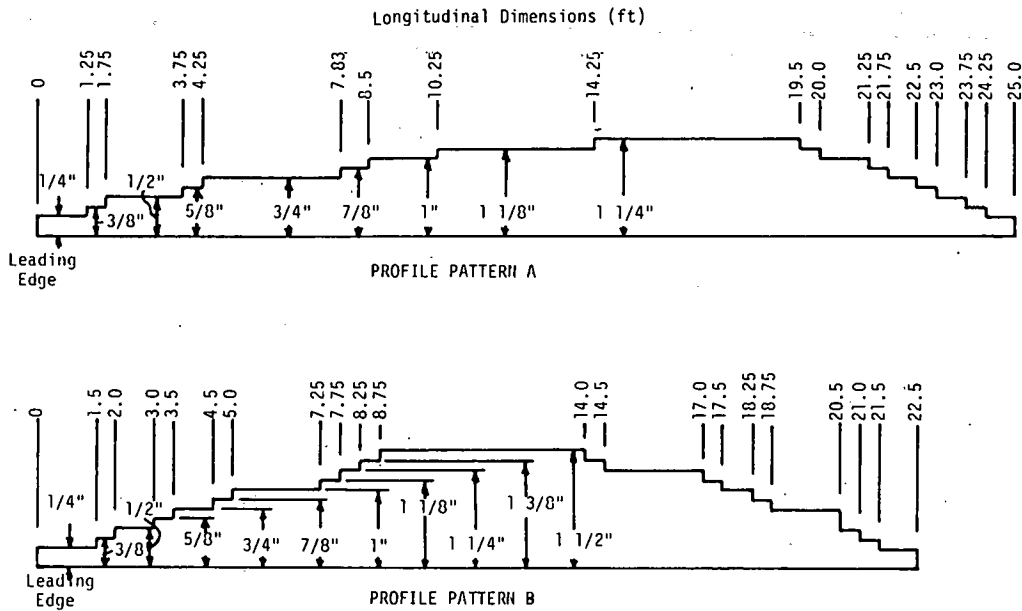 Longitudinal Dimensions (ft)
0 1.25 1.75 3.75 4.25 7.83 8.5 10.25 14.25 19.5 20.0 21.25 21.75 22.5 23.0 23.75 24.25 25.0
1/4" 3/8" 1/2" 5/8" 3/4" 7/8" 1" 1 1/8" 1 1/4"
Leading
Edge
PROFILE PATTERN A
0 1.5 2.0 3.0 3.5 4.5 5.0 7.25 7.75 8.25 8.75 14.0 14.5 17.0 17.5 18.25 18.75 20.5 21.0 21.5 22.5
1/4" 3/8 1/2" 5/8" 3/4" 7/8" 1" 1 1/8" 1 1/4" 1 3/8" 1 1/2"
Leading
Edge
PROFILE PATTERN B